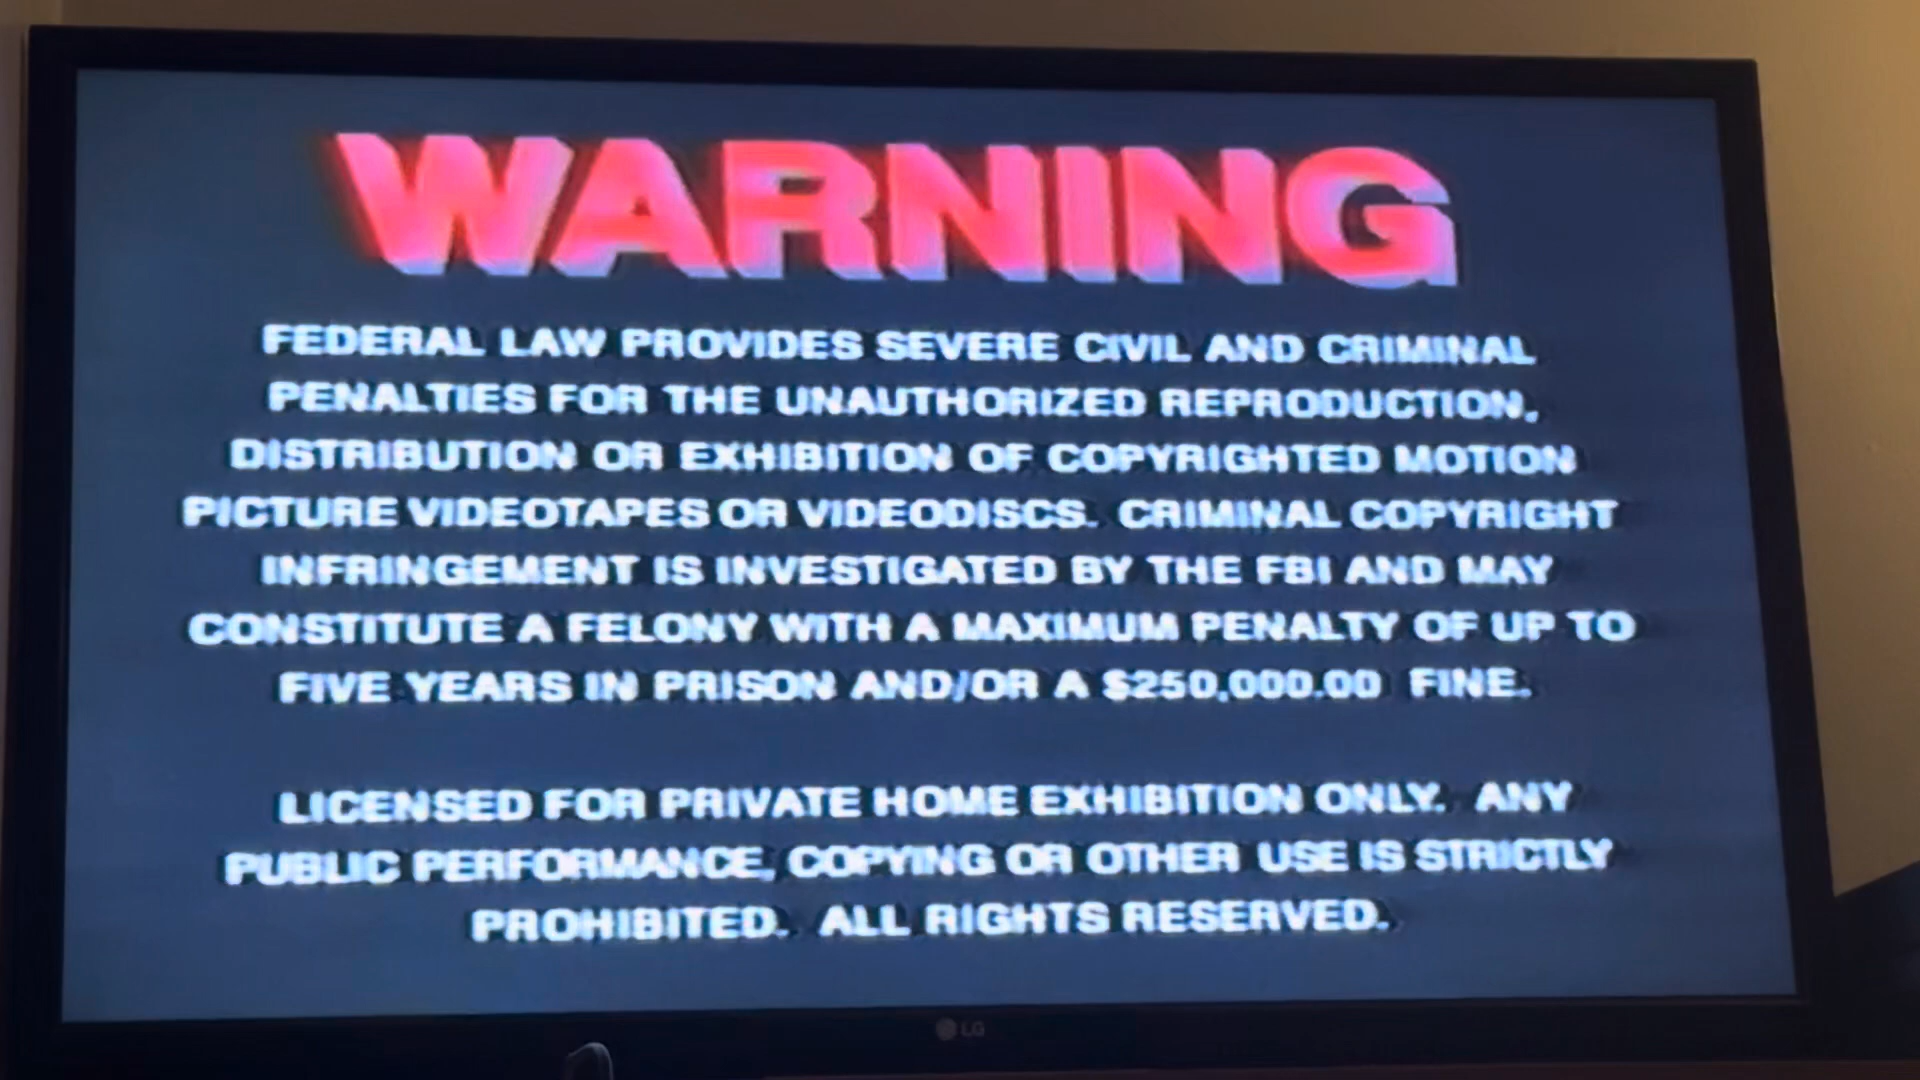 WARNING
FEDERAL LAW PROVIDES SEVERE CIVIL AND CRIMINAL
PENALTIES FOR THE UNAUTHORIZED REPRODUCTION,
DISTRIBUTION OR EXHIBITION OF COPYRIGHTED MOTION
PICTURE VIDEOTAPES OR VIDEODISCS. CRIMINAL COPYRIGHT
INFRINGEMENT IS INVESTIGATED BY THE FBI AND MAY
CONSTITUTE A FELONY WITH A MAXIMUM PENALTY OF UP TO
FIVE YEARS IN PRISON AND/OR A $250,000.00 FINE.
LICENSED FOR PRIVATE HOME EXHIBITION ONLY. ANY
PUBLIC PERFORMANCE, COPYING OR OTHER USE IS STRICTLY
PROHIBITED. ALL RIGHTS RESERVED.
LG